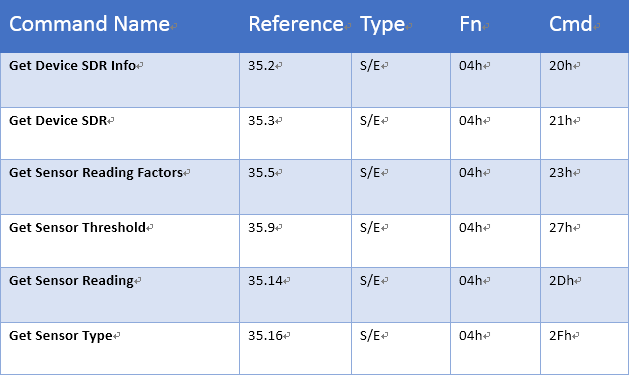 Command Name Reference Type Fn Cmd
Get Device SDR Info 35.2 S/E 04h 20h
Get Device SDR 35.3 S/E 04h 21h
Get Sensor Reading Factors 35.5 S/E 04h 23h
Get Sensor Threshold 35.9 S/E 04h 27h
Get Sensor Reading 35.14 S/E 04h 2Dh
Get Sensor Type 35.16 S/E 04h 2Fh